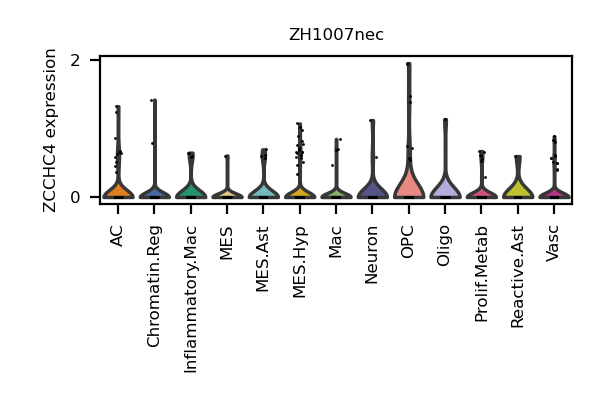 ZH1007nec
ZCCHC4 expression
2
0
AC
Chromatin.Reg
Inflammatory.Mac
MES
MES.Ast
MES.Hyp
Mac
Neuron
OPC
Oligo
Prolif.Metab
Reactive.Ast
Vasc